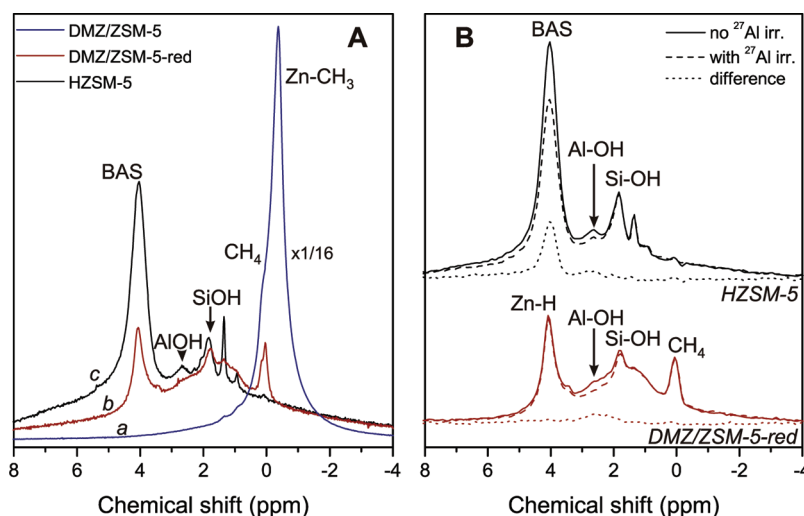 DMZ/ZSM-5
DMZ/ZSM-5-red
HZSM-5
A
Zn-CH₃
BAS
CH₄
x1/16
SiOH
AlOH
c
b
a
8 6 4 2 0 -2 -4
Chemical shift (ppm)
B
no ²⁷Al irr.
with ²⁷Al irr.
difference
BAS
Al-OH
Si-OH
HZSM-5
Zn-H
Al-OH
Si-OH
CH₄
DMZ/ZSM-5-red
8 6 4 2 0 -2 -4
Chemical shift (ppm)